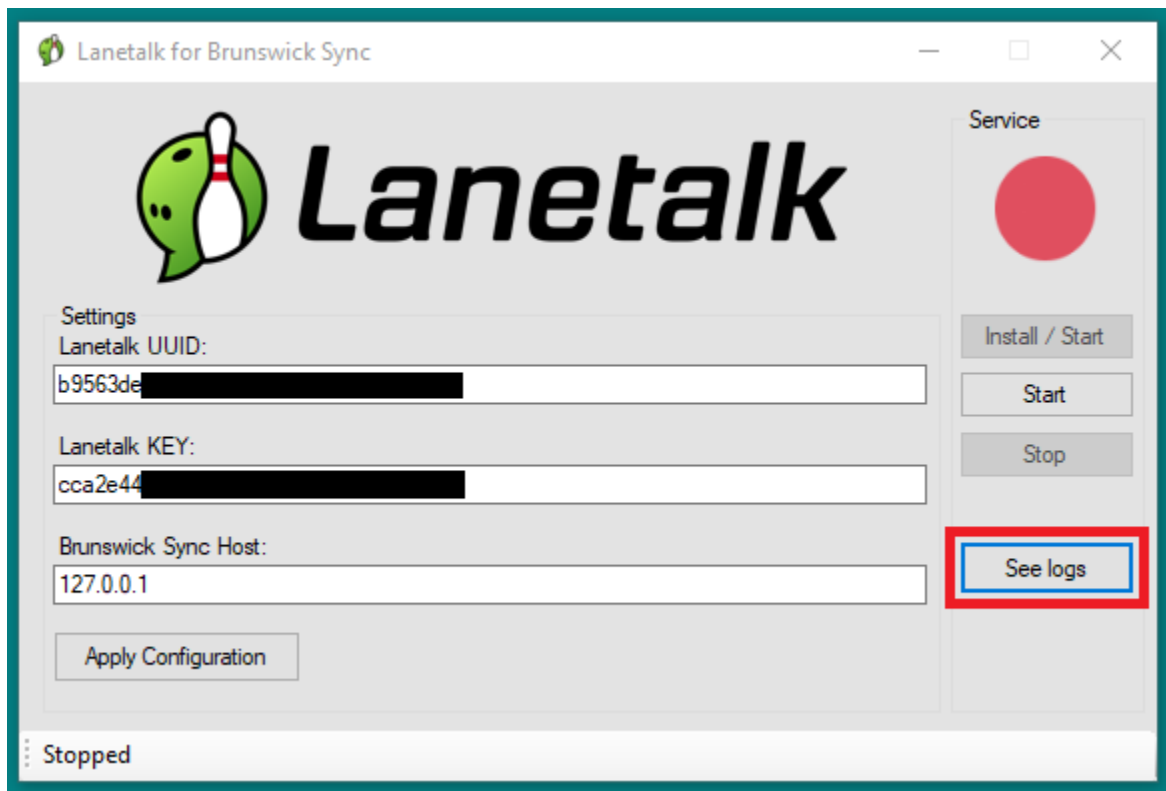 Lanetalk for Brunswick Sync
Lanetalk
Service
Settings
Lanetalk UUID:
b9563de
Lanetalk KEY:
cca2e44
Brunswick Sync Host:
127.0.0.1
Apply Configuration
Install / Start
Start
Stop
See logs
Stopped